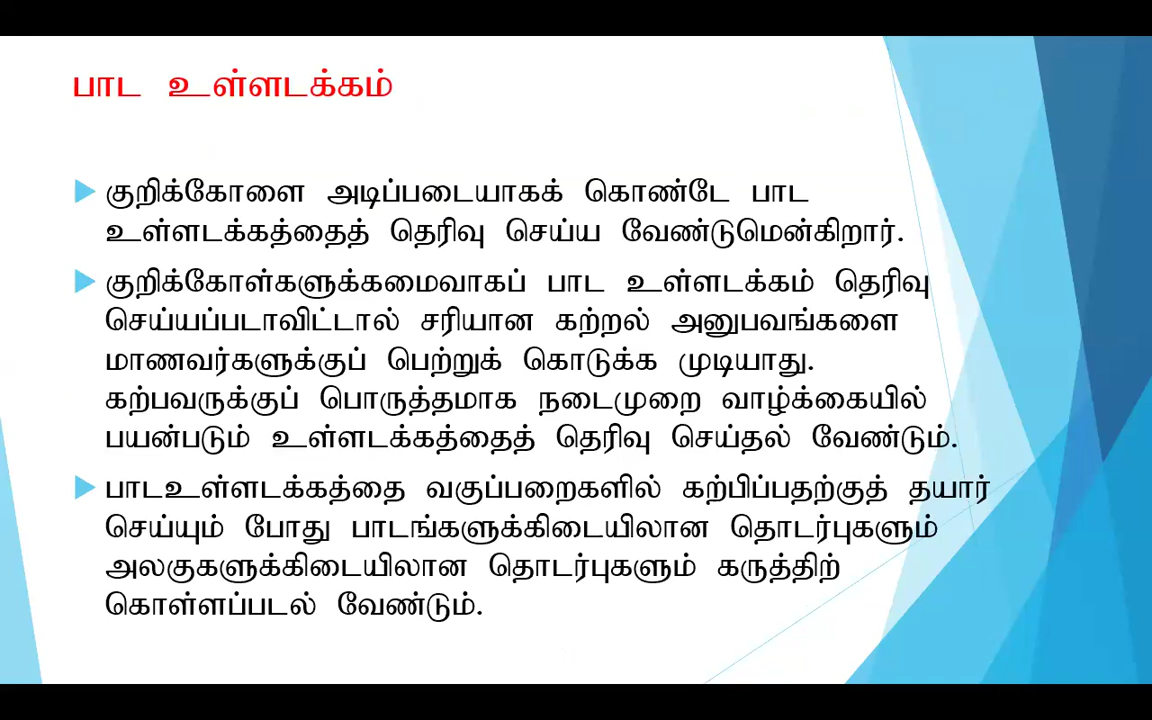 பாட உள்ளடக்கம்
குறிக்கோளை அடிப்படையாகக் கொண்டே பாட
உள்ளடக்கத்தைத் தெரிவு செய்ய வேண்டுமென்கிறார்.
குறிக்கோள்களுக்கமைவாகப் பாட உள்ளடக்கம் தெரிவு
செய்யப்படாவிட்டால் சரியான கற்றல் அனுபவங்களை
மாணவர்களுக்குப் பெற்றுக் கொடுக்க முடியாது.
கற்பவருக்குப் பொருத்தமாக நடைமுறை வாழ்க்கையில்
பயன்படும் உள்ளடக்கத்தைத் தெரிவு செய்தல் வேண்டும்.
பாடஉள்ளடக்கத்தை வகுப்பறைகளில் கற்பிப்பதற்குத் தயார்
செய்யும் போது பாடங்களுக்கிடையிலான தொடர்புகளும்
அலகுகளுக்கிடையிலான தொடர்புகளும் கருத்திற்
கொள்ளப்படல் வேண்டும்.